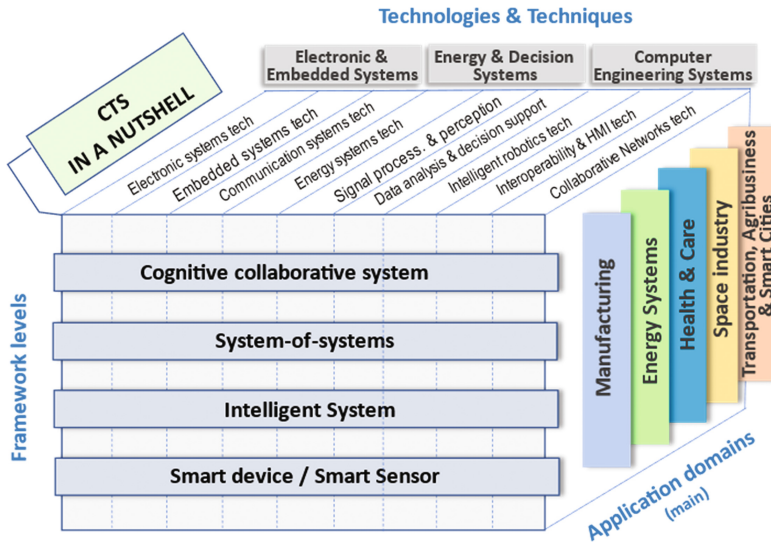 Technologies & Techniques
Electronic &
Embedded Systems
Energy & Decision
Systems
Computer
Engineering Systems
CTS
IN A NUTSHELL
Electronic systems tech
Embedded systems tech
Communication systems tech
Energy systems tech
Signal process. & perception
Data analysis & decision support
Intelligent robotics tech
Interoperability & HMI tech
Collaborative Networks tech
Framework levels
Cognitive collaborative system
System-of-systems
Intelligent System
Smart device / Smart Sensor
Manufacturing
Energy Systems
Health & Care
Space industry
Transportation, Agribusiness
& Smart Cities
Application domains
(main)